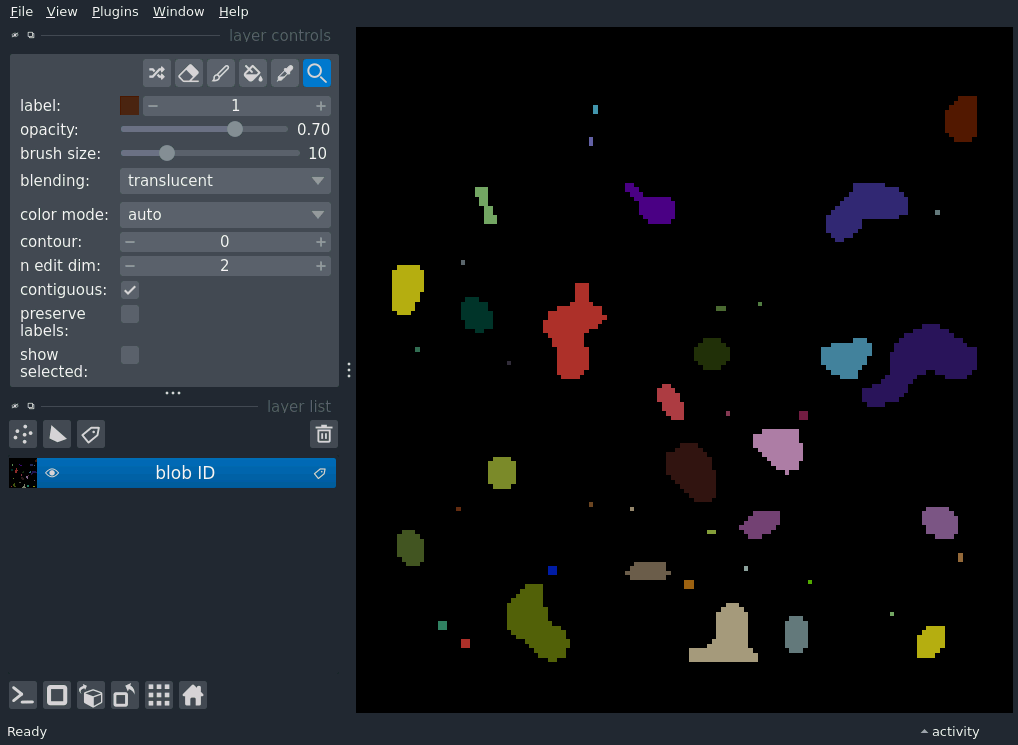 File View Plugins Window Help
layer controls
label: 1
opacity: 0.70
brush size: 10
blending: translucent
color mode: auto
contour: 0
n edit dim: 2
contiguous:
preserve
labels:
show
selected:
layer list
blob ID
Ready
activity